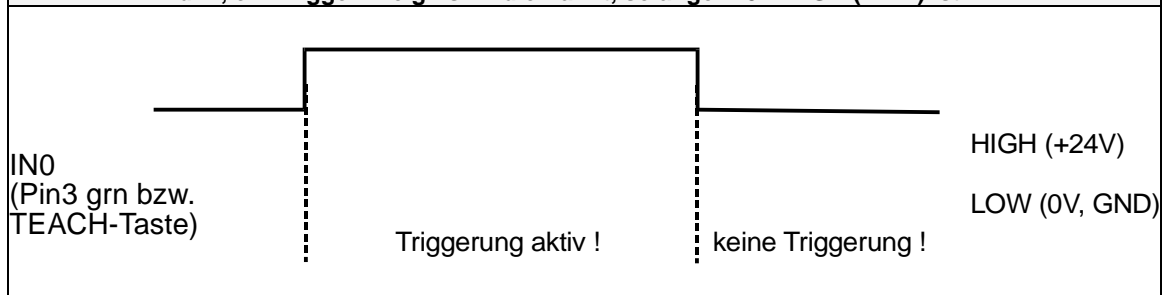 IN0
(Pin3 grn bzw.
TEACH-Taste)
HIGH (+24V)
LOW (0V, GND)
Triggerung aktiv !
keine Triggerung !